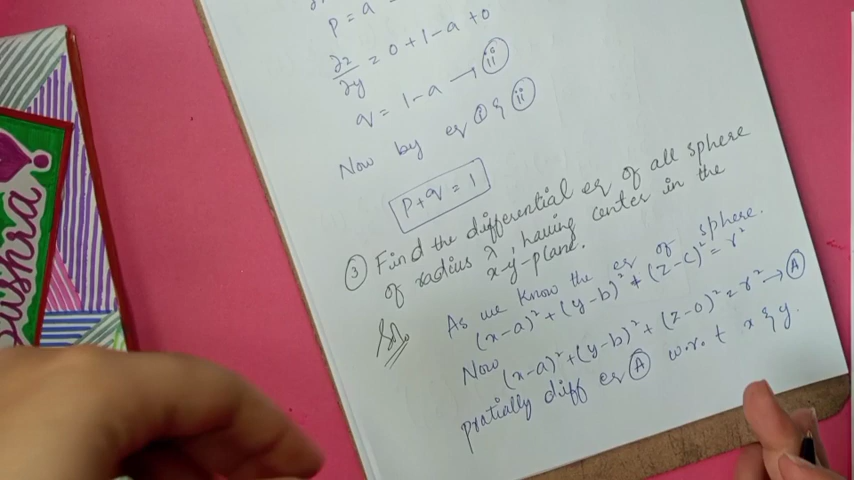 p = a
∂z/∂y = 0 + 1 - a + 0
q = 1 - a → (ii)
Now by eq (i) & (ii)
p + q = 1
(3) Find the differential eq of all sphere
of radius λ, having center in the
x-y-plane.
Sol.
As we know the eq of sphere.
(x-a)² + (y-b)² + (z-c)² = r²
Now
(x-a)² + (y-b)² + (z-0)² = r² → (A)
pratially diff eq (A) w.r.t x & y.
ushra